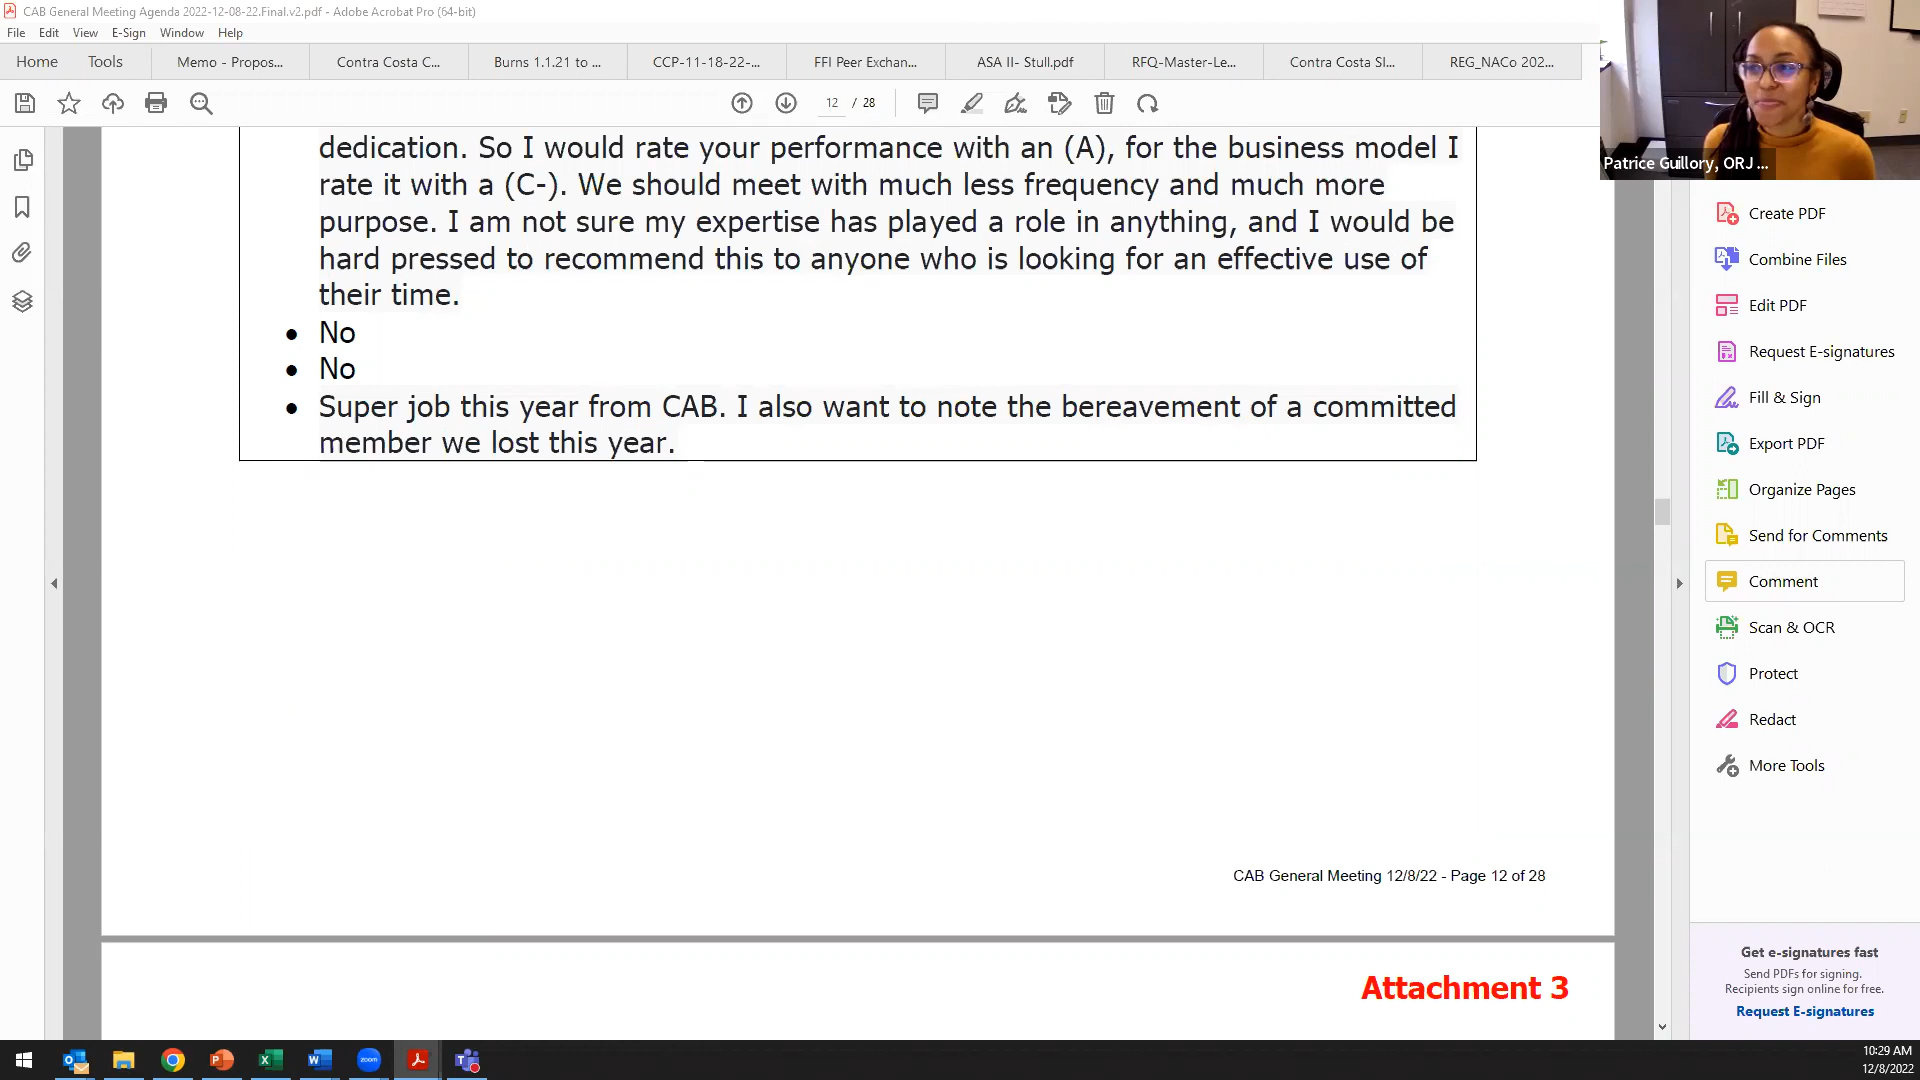 CAB General Meeting Agenda 2022-12-08-22.Final.v2.pdf - Adobe Acrobat Pro (64-bit)
File Edit View E-Sign Window Help
Home Tools Memo - Propos... Contra Costa C... Burns 1.1.21 to ... CCP-11-18-22-... FFI Peer Exchan... ASA II- Stull.pdf RFQ-Master-Le... Contra Costa Sl... REG_NACo 202...
12 / 28
Patrice Guillory, ORJ ...
dedication. So I would rate your performance with an (A), for the business model I
rate it with a (C-). We should meet with much less frequency and much more
purpose. I am not sure my expertise has played a role in anything, and I would be
hard pressed to recommend this to anyone who is looking for an effective use of
their time.
• No
• No
• Super job this year from CAB. I also want to note the bereavement of a committed
member we lost this year.
CAB General Meeting 12/8/22 - Page 12 of 28
Attachment 3
Create PDF
Combine Files
Edit PDF
Request E-signatures
Fill & Sign
Export PDF
Organize Pages
Send for Comments
Comment
Scan & OCR
Protect
Redact
More Tools
Get e-signatures fast
Send PDFs for signing.
Recipients sign online for free.
Request E-signatures
zoom
10:29 AM
12/8/2022